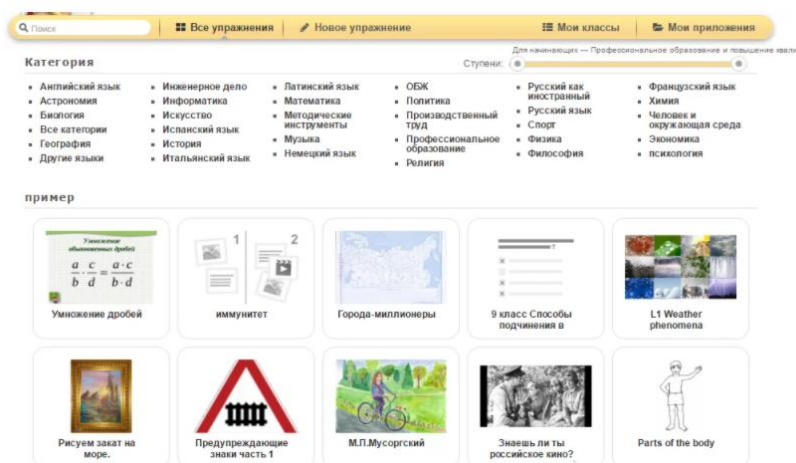 Поиск
Все упражнения
Новое упражнение
Мои классы
Мои приложения
Для начинающих — Профессиональное образование и повышение квали
Категория
Ступени:
Английский язык
Астрономия
Биология
Все категории
География
Другие языки
Инженерное дело
Информатика
Искусство
Испанский язык
История
Итальянский язык
Латинский язык
Математика
Методические
инструменты
Музыка
Немецкий язык
ОБЖ
Политика
Производственный
труд
Профессиональное
образование
Религия
Русский как
иностранный
Русский язык
Спорт
Физика
Философия
Французский язык
Химия
Человек и
окружающая среда
Экономика
психология
пример
Умножение
обыкновенных дробей
a/b · c/d = a·c/b·d
Умножение дробей
1
2
иммунитет
Города-миллионеры
?
9 класс Способы
подчинения в
L1 Weather
phenomena
Рисуем закат на
море.
Предупреждающие
знаки часть 1
М.П.Мусоргский
Знаешь ли ты
российское кино?
Parts of the body